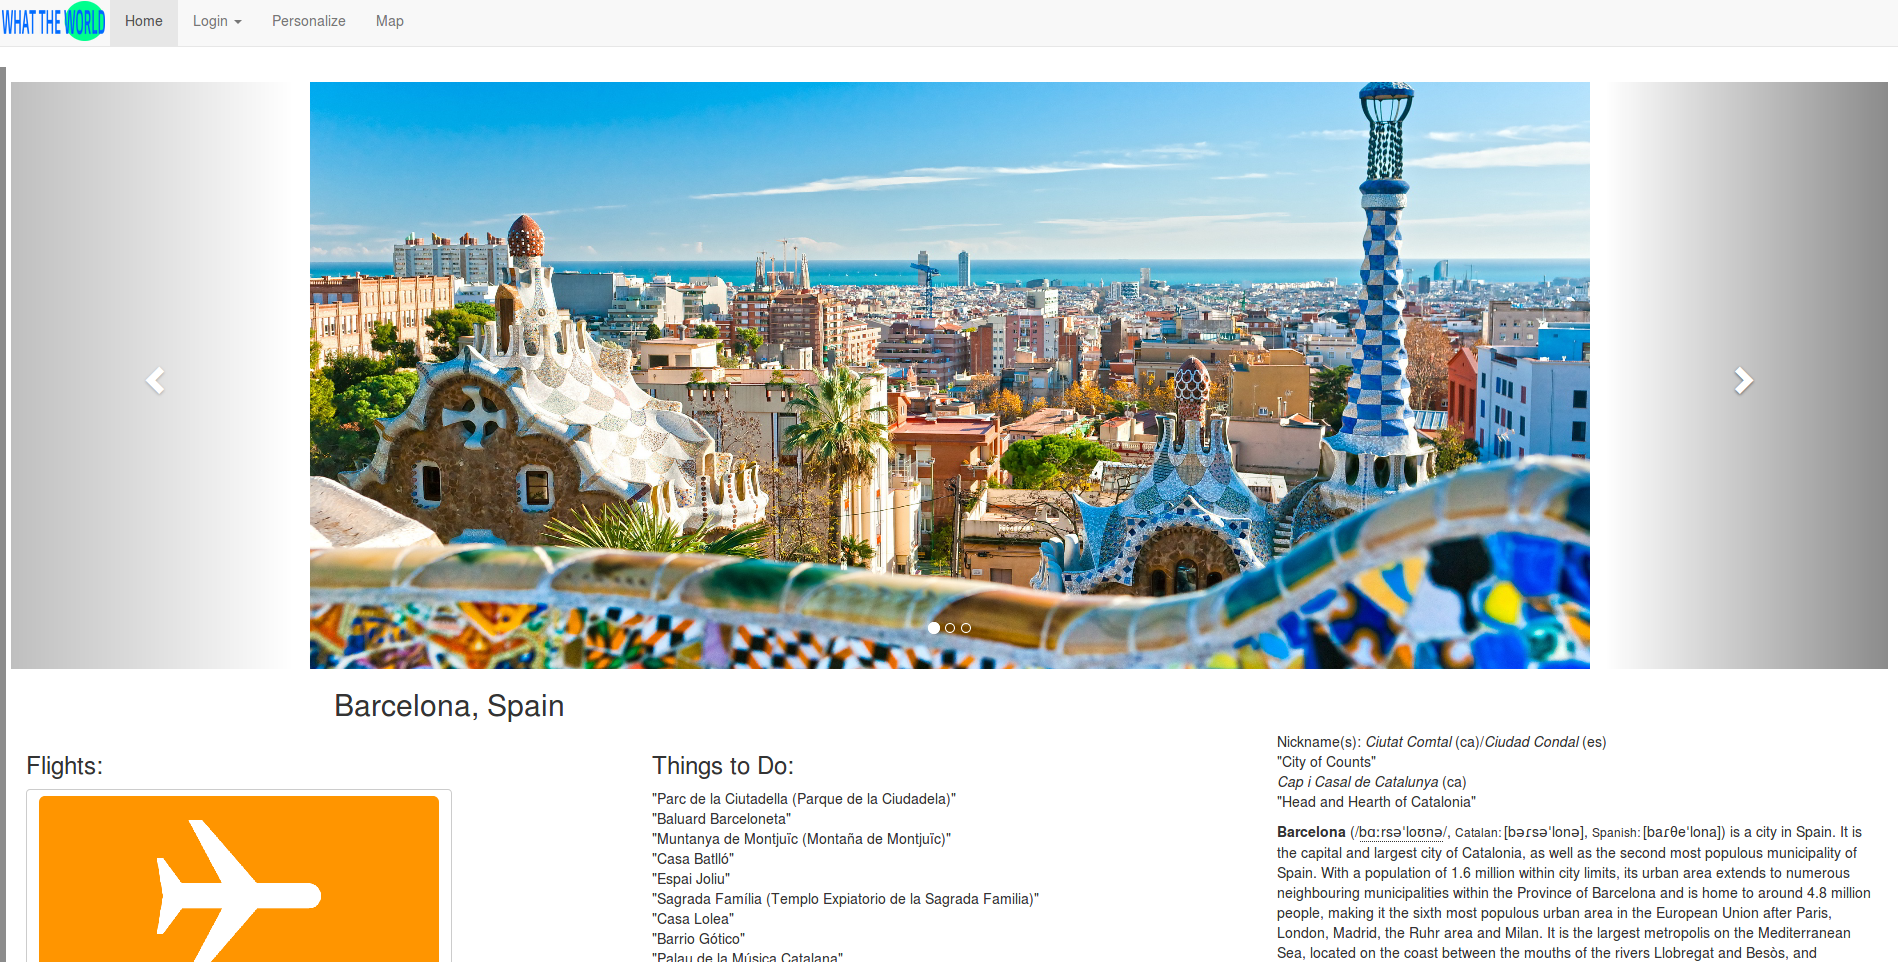 WHAT THE WORLD
Home
Login
Personalize
Map
Barcelona, Spain
Flights:
Things to Do:
"Parc de la Ciutadella (Parque de la Ciudadela)"
"Baluard Barceloneta"
"Muntanya de Montjuïc (Montaña de Montjuïc)"
"Casa Batlló"
"Espai Joliu"
"Sagrada Família (Templo Expiatorio de la Sagrada Familia)"
"Casa Lolea"
"Barrio Gótico"
"Palau de la Música Catalana"
Nickname(s): Ciutat Comtal (ca)/Ciudad Condal (es)
"City of Counts"
Cap i Casal de Catalunya (ca)
"Head and Hearth of Catalonia"
Barcelona (/bɑːrsəˈloʊnə/, Catalan: [bərsəˈlonə], Spanish: [barθeˈlona]) is a city in Spain. It is
the capital and largest city of Catalonia, as well as the second most populous municipality of
Spain. With a population of 1.6 million within city limits, its urban area extends to numerous
neighbouring municipalities within the Province of Barcelona and is home to around 4.8 million
people, making it the sixth most populous urban area in the European Union after Paris,
London, Madrid, the Ruhr area and Milan. It is the largest metropolis on the Mediterranean
Sea, located on the coast between the mouths of the rivers Llobregat and Besòs, and